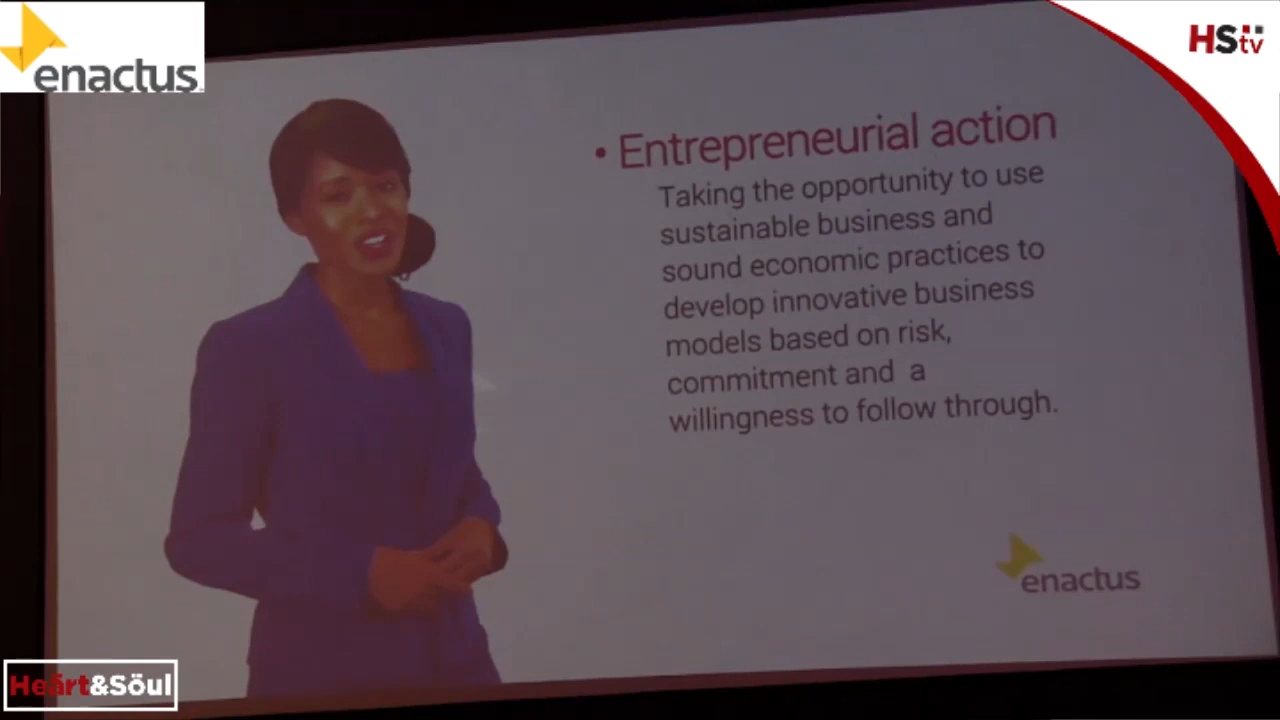 enactus
HStv
• Entrepreneurial action
Taking the opportunity to use
sustainable business and
sound economic practices to
develop innovative business
models based on risk,
commitment and a
willingness to follow through.
enactus
Heart&Söul